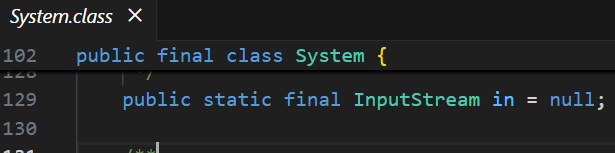 System.class ×
102 public final class System {
128 */
129 public static final InputStream in = null;
130
131 /**